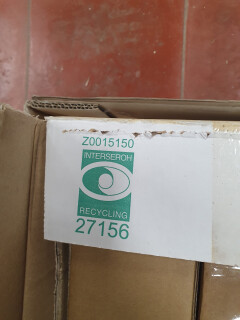 Z0015150
INTERSEROH
RECYCLING
27156